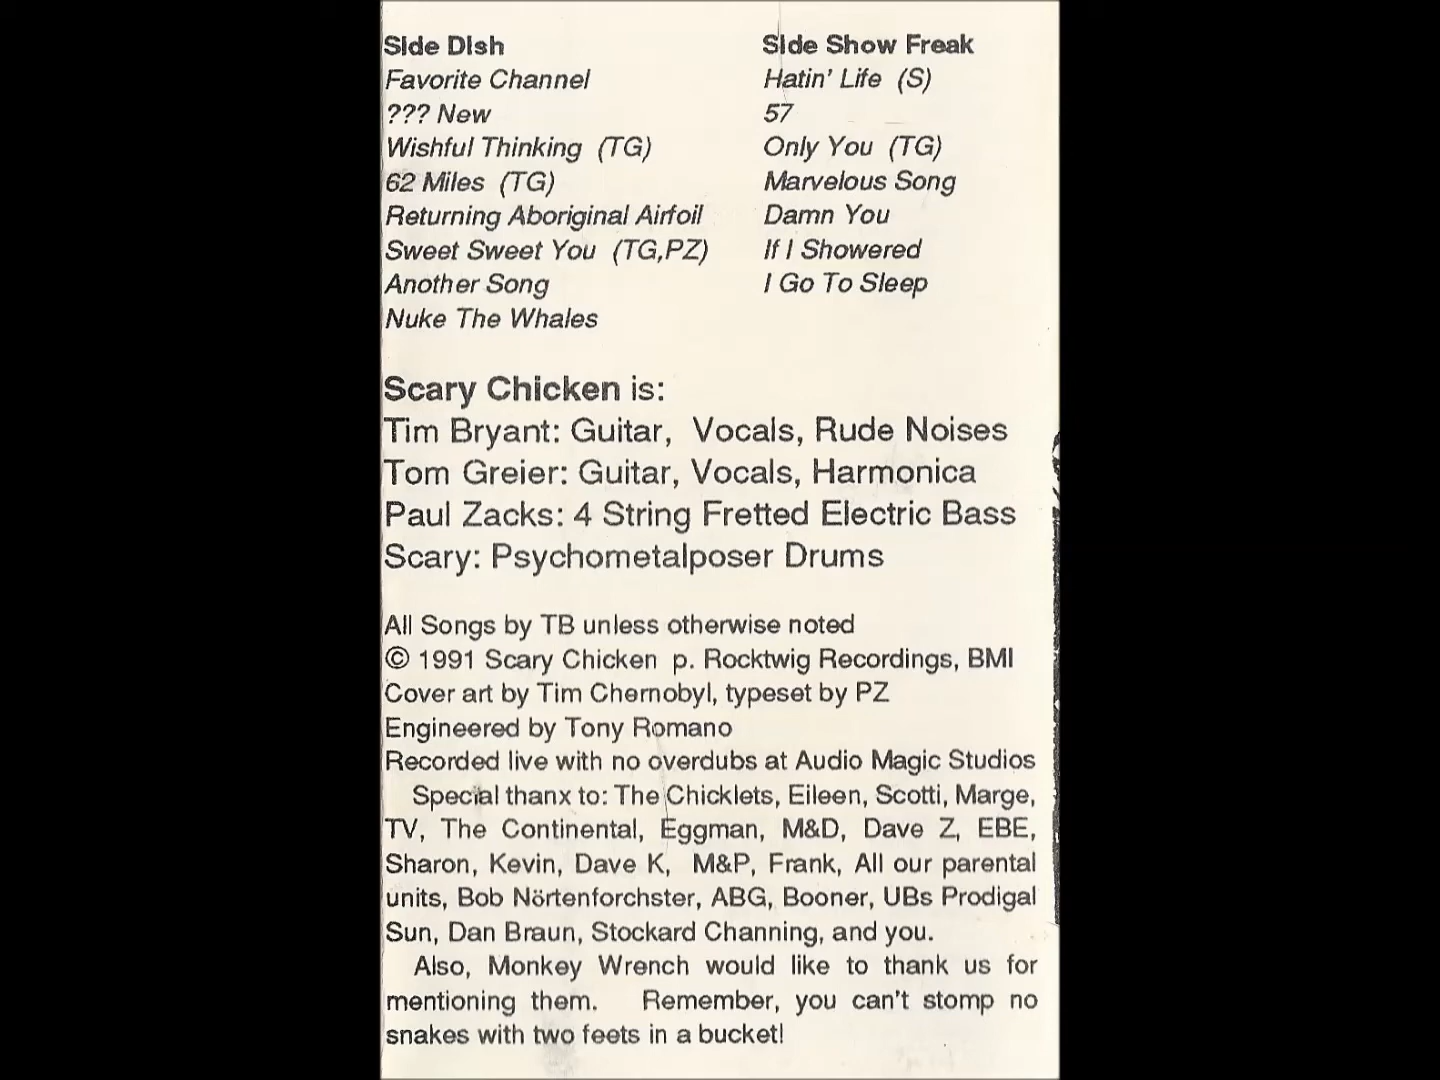 Side Dish
Favorite Channel
??? New
Wishful Thinking (TG)
62 Miles (TG)
Returning Aboriginal Airfoil
Sweet Sweet You (TG,PZ)
Another Song
Nuke The Whales
Side Show Freak
Hatin' Life (S)
57
Only You (TG)
Marvelous Song
Damn You
If I Showered
I Go To Sleep
Scary Chicken is:
Tim Bryant: Guitar, Vocals, Rude Noises
Tom Greier: Guitar, Vocals, Harmonica
Paul Zacks: 4 String Fretted Electric Bass
Scary: Psychometalposer Drums
All Songs by TB unless otherwise noted
© 1991 Scary Chicken p. Rocktwig Recordings, BMI
Cover art by Tim Chernobyl, typeset by PZ
Engineered by Tony Romano
Recorded live with no overdubs at Audio Magic Studios
Special thanx to: The Chicklets, Eileen, Scotti, Marge,
TV, The Continental, Eggman, M&D, Dave Z, EBE,
Sharon, Kevin, Dave K, M&P, Frank, All our parental
units, Bob Nörtenforchster, ABG, Booner, UBs Prodigal
Sun, Dan Braun, Stockard Channing, and you.
Also, Monkey Wrench would like to thank us for
mentioning them. Remember, you can't stomp no
snakes with two feets in a bucket!